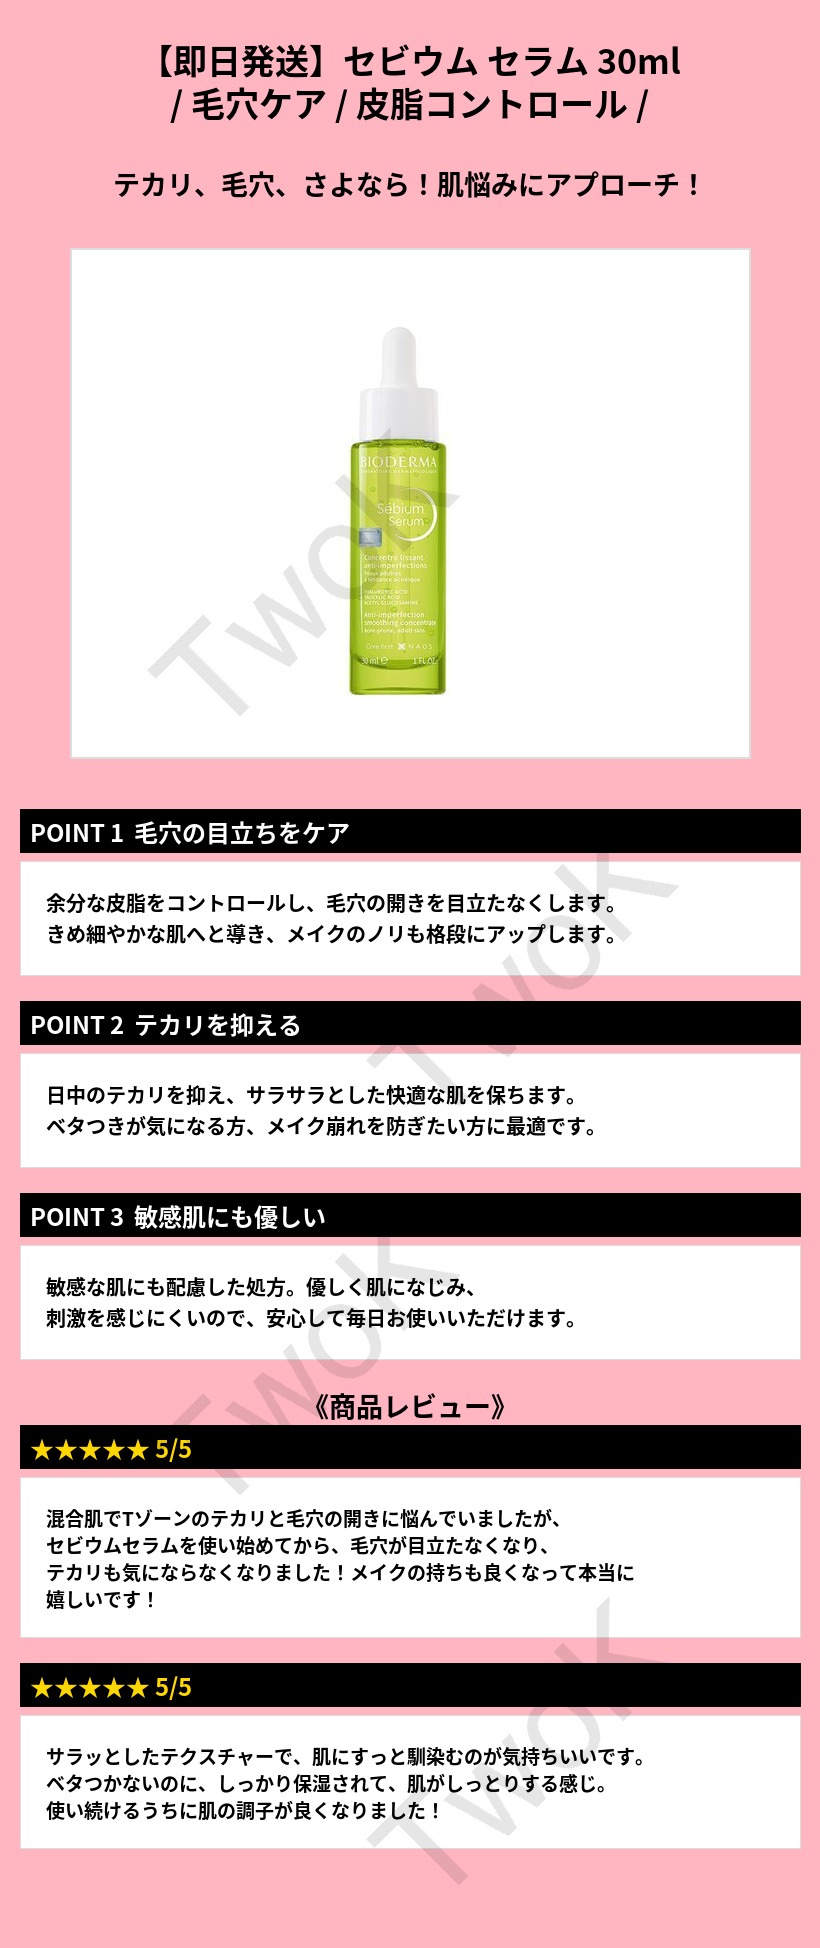 【即日発送】セビウム セラム 30ml
/ 毛穴ケア / 皮脂コントロール /
テカリ、毛穴、さよなら！肌悩みにアプローチ！
BIODERMA
Sébium
Serum
Concentré lissant
anti-imperfections
Peaux adultes
à tendance acnéique
HYALURONIC ACID
SALICYLIC ACID
ACETYL GLUCOSAMINE
Anti-imperfection
smoothing concentrate
Acne-prone, adult skin
Care first NAOS
30 ml e 1 FL.OZ
TwoK
POINT 1 毛穴の目立ちをケア
余分な皮脂をコントロールし、毛穴の開きを目立たなくします。
きめ細やかな肌へと導き、メイクのノリも格段にアップします。
TwoK
POINT 2 テカリを抑える
日中のテカリを抑え、サラサラとした快適な肌を保ちます。
ベタつきが気になる方、メイク崩れを防ぎたい方に最適です。
POINT 3 敏感肌にも優しい
敏感な肌にも配慮した処方。優しく肌になじみ、
刺激を感じにくいので、安心して毎日お使いいただけます。
TwoK
《商品レビュー》
★★★★★ 5/5
混合肌でTゾーンのテカリと毛穴の開きに悩んでいましたが、
セビウムセラムを使い始めてから、毛穴が目立たなくなり、
テカリも気にならなくなりました！メイクの持ちも良くなって本当に
嬉しいです！
★★★★★ 5/5
サラッとしたテクスチャーで、肌にすっと馴染むのが気持ちいいです。
ベタつかないのに、しっかり保湿されて、肌がしっとりする感じ。
使い続けるうちに肌の調子が良くなりました！
TwoK